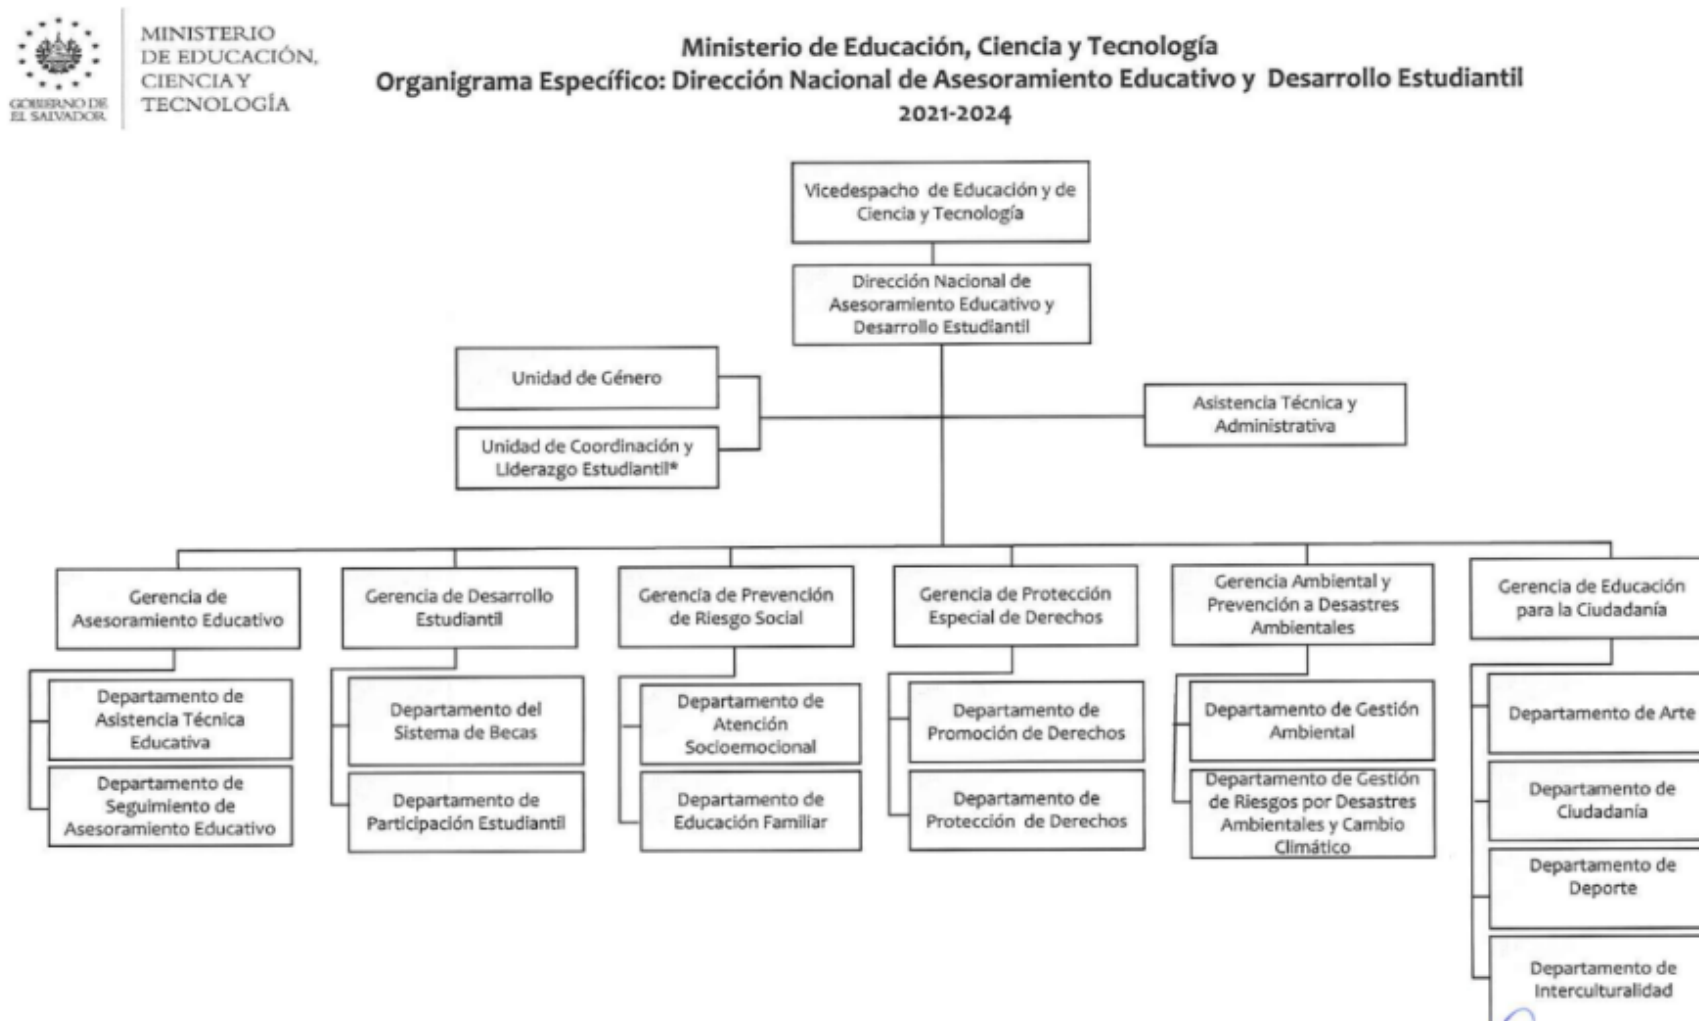 GOBIERNO DE
EL SALVADOR
MINISTERIO
DE EDUCACIÓN,
CIENCIA Y
TECNOLOGÍA
Ministerio de Educación, Ciencia y Tecnología
Organigrama Específico: Dirección Nacional de Asesoramiento Educativo y Desarrollo Estudiantil
2021-2024
Vicedespacho de Educación y de
Ciencia y Tecnología
Dirección Nacional de
Asesoramiento Educativo y
Desarrollo Estudiantil
Unidad de Género
Unidad de Coordinación y
Liderazgo Estudiantil*
Asistencia Técnica y
Administrativa
Gerencia de
Asesoramiento Educativo
Departamento de
Asistencia Técnica
Educativa
Departamento de
Seguimiento de
Asesoramiento Educativo
Gerencia de Desarrollo
Estudiantil
Departamento del
Sistema de Becas
Departamento de
Participación Estudiantil
Gerencia de Prevención
de Riesgo Social
Departamento de
Atención
Socioemocional
Departamento de
Educación Familiar
Gerencia de Protección
Especial de Derechos
Departamento de
Promoción de Derechos
Departamento de
Protección de Derechos
Gerencia Ambiental y
Prevención a Desastres
Ambientales
Departamento de Gestión
Ambiental
Departamento de Gestión
de Riesgos por Desastres
Ambientales y Cambio
Climático
Gerencia de Educación
para la Ciudadanía
Departamento de Arte
Departamento de
Ciudadanía
Departamento de
Deporte
Departamento de
Interculturalidad